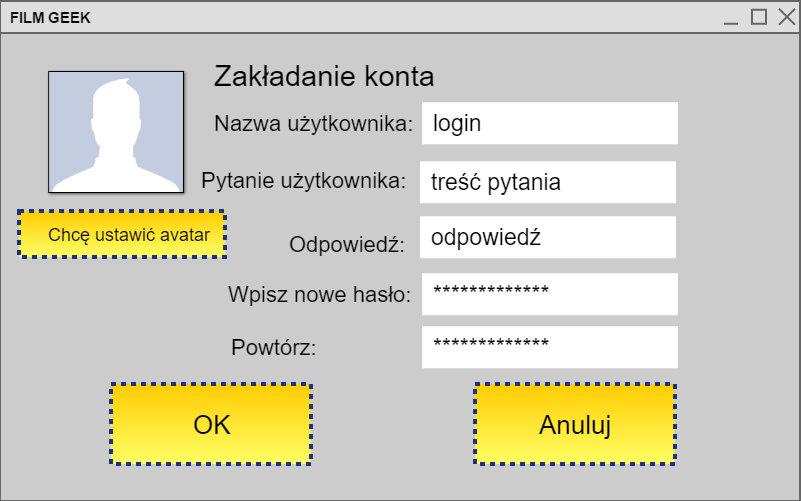 FILM GEEK
Zakładanie konta
Nazwa użytkownika: login
Pytanie użytkownika: treść pytania
Chcę ustawić avatar
Odpowiedź: odpowiedź
Wpisz nowe hasło: *************
Powtórz: *************
OK
Anuluj